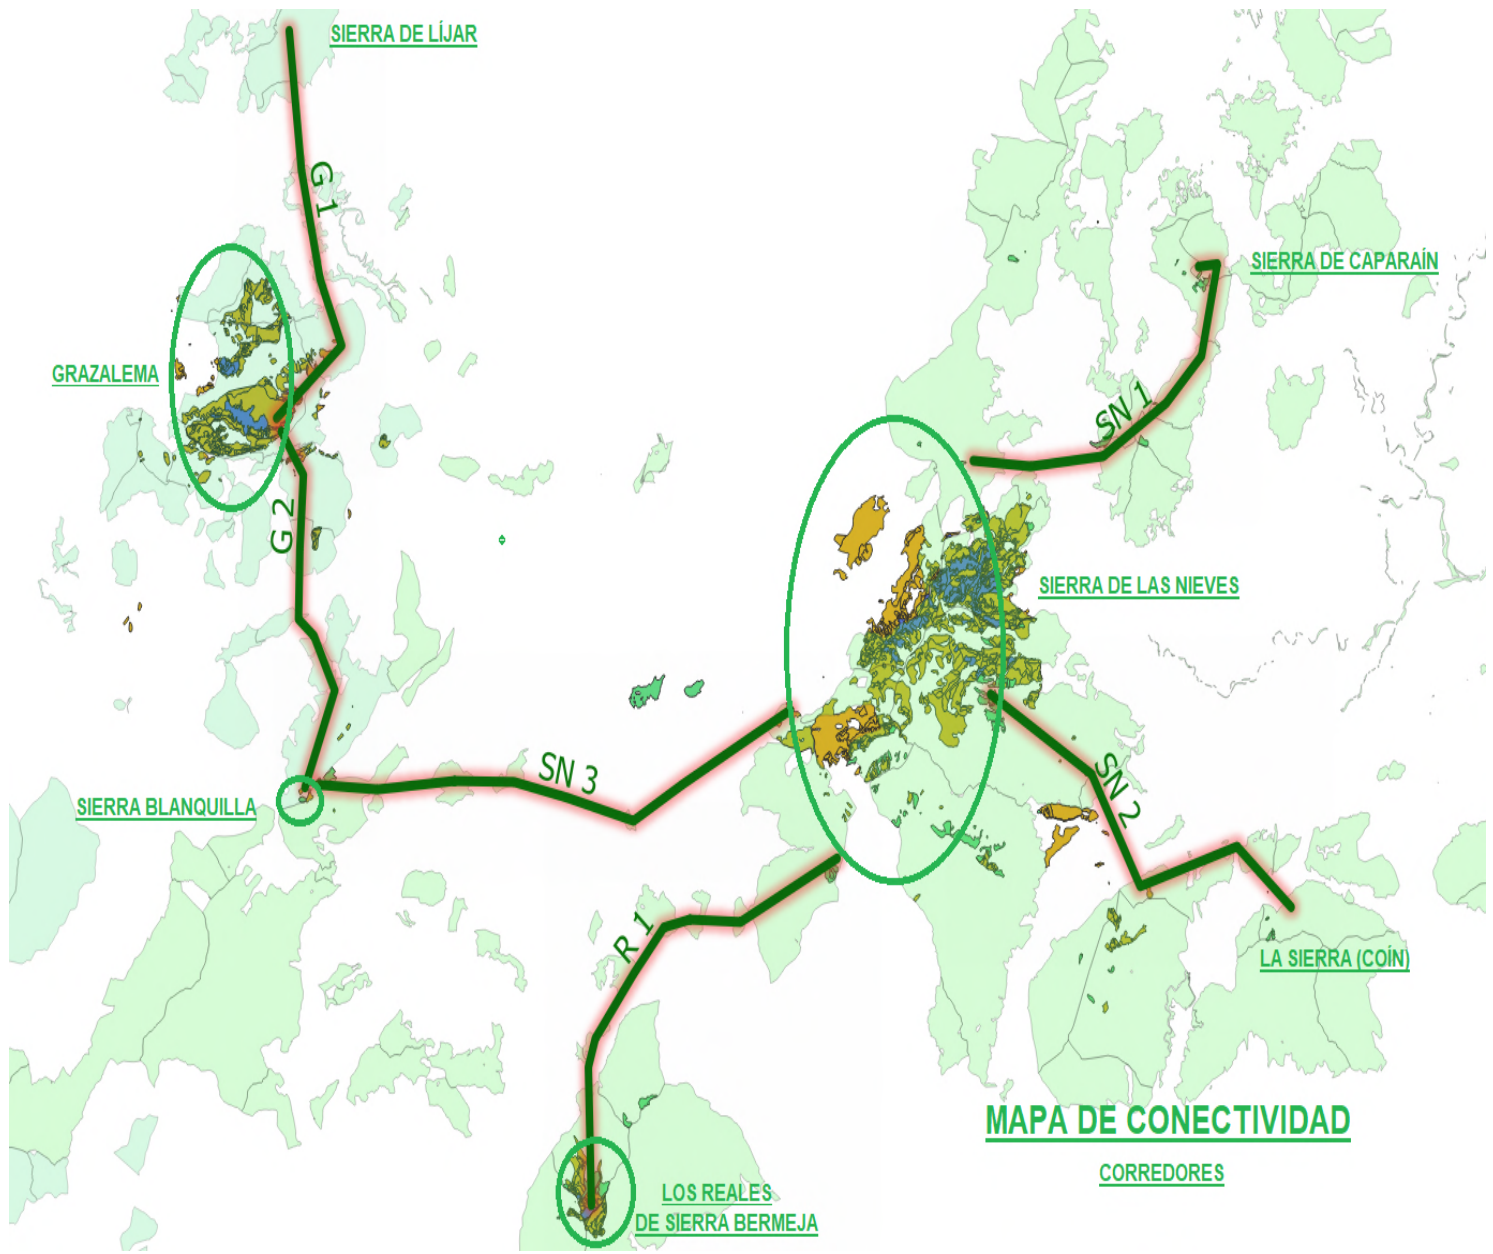 SIERRA DE LÍJAR
G 1
SIERRA DE CAPARAÍN
GRAZALEMA
SN 1
G 2
SIERRA DE LAS NIEVES
SN 3
SN 2
SIERRA BLANQUILLA
R 1
LA SIERRA (COÍN)
MAPA DE CONECTIVIDAD
CORREDORES
LOS REALES
DE SIERRA BERMEJA